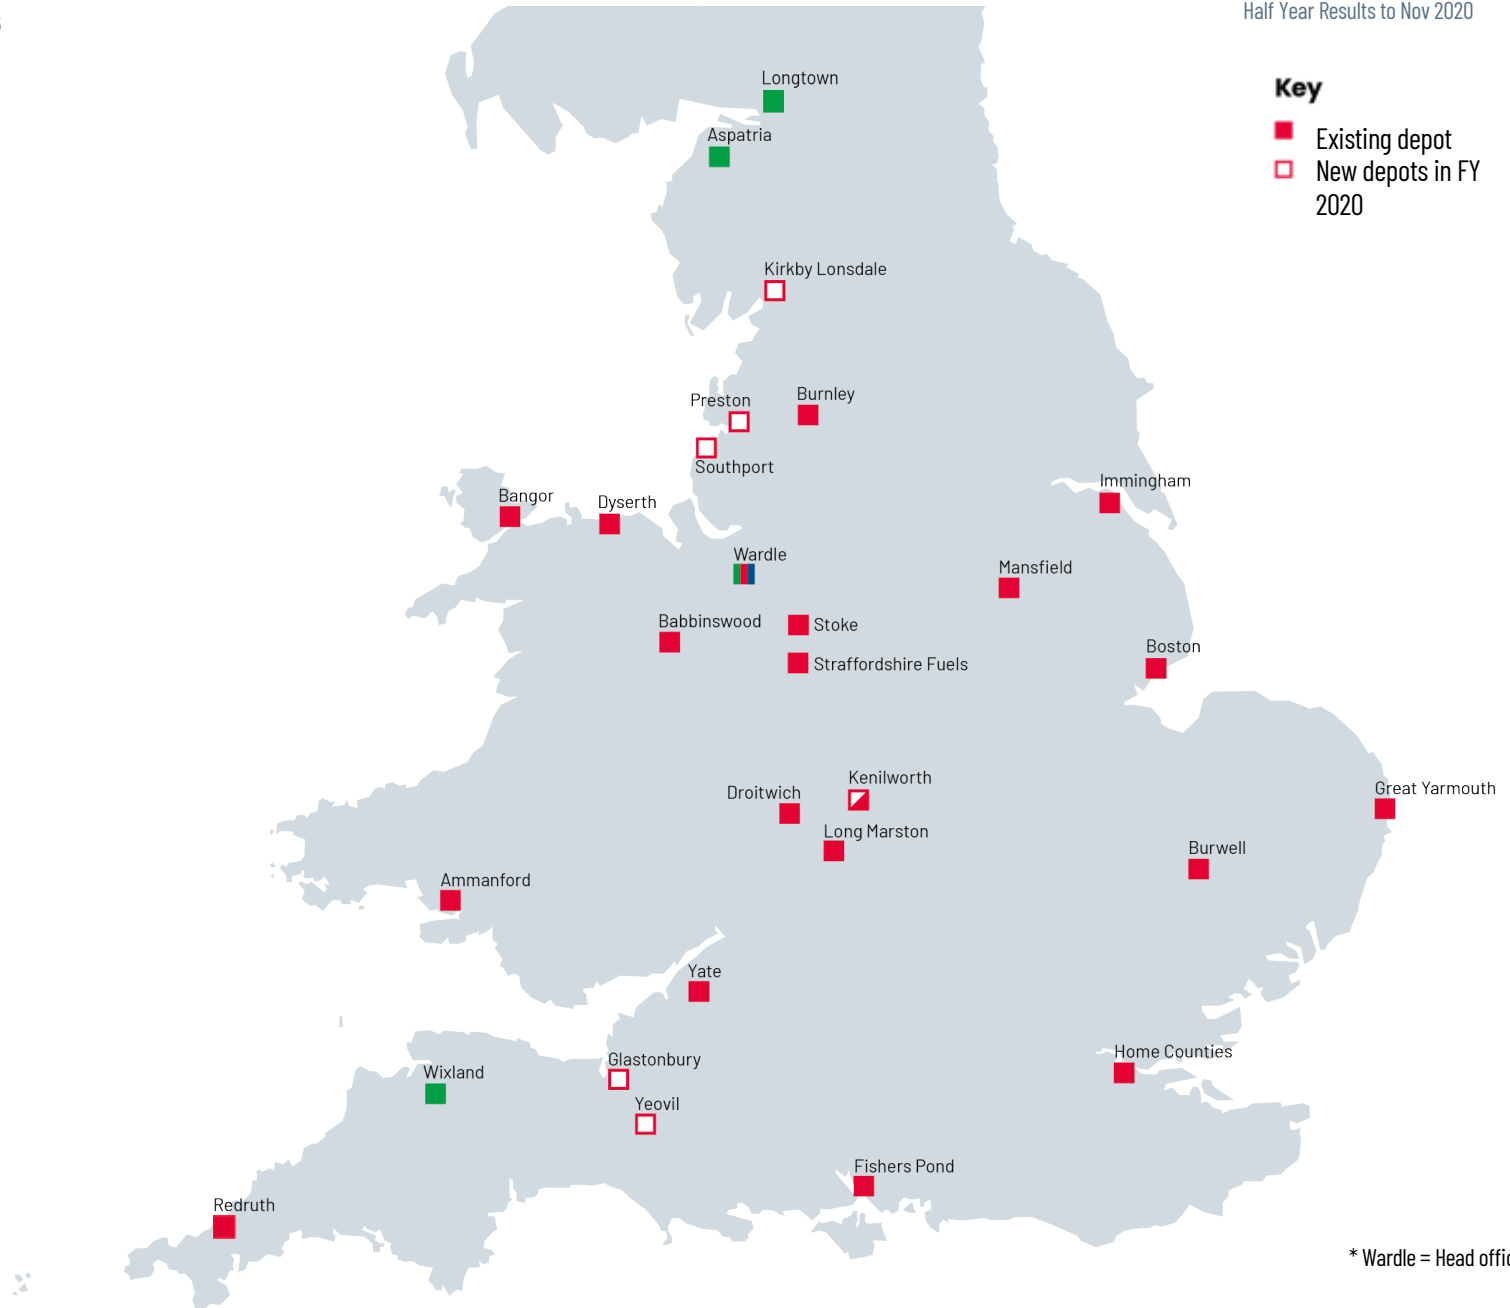 Half Year Results to Nov 2020
Key
Existing depot
New depots in FY
2020
Longtown
Aspatria
Kirkby Lonsdale
Preston
Burnley
Southport
Immingham
Bangor
Dyserth
Wardle
Mansfield
Babbinswood
Stoke
Straffordshire Fuels
Boston
Kenilworth
Droitwich
Great Yarmouth
Long Marston
Burwell
Ammanford
Yate
Home Counties
Glastonbury
Wixland
Yeovil
Fishers Pond
Redruth
* Wardle = Head offic